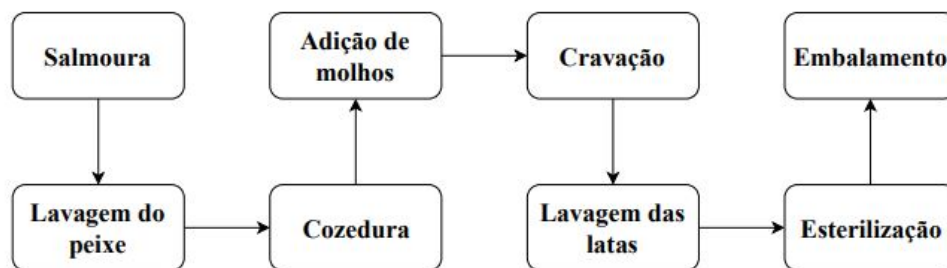 Salmoura
Lavagem do
peixe
Cozedura
Adição de
molhos
Cravação
Lavagem das
latas
Esterilização
Embalamento